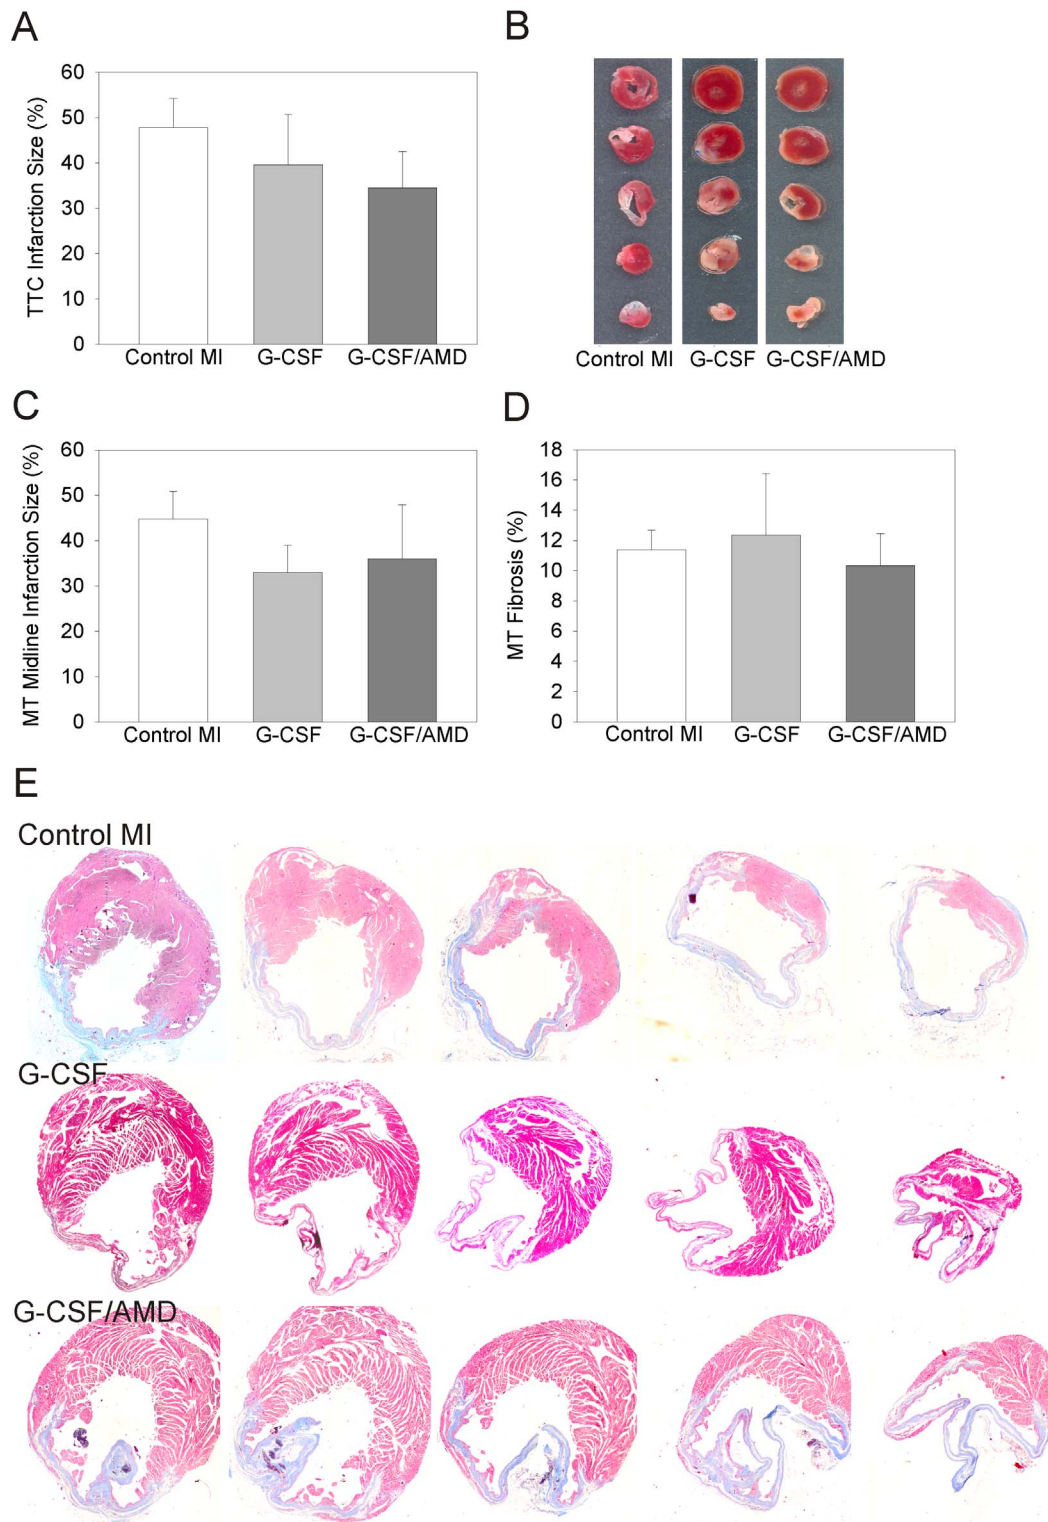 A
B
TTC Infarction Size (%)
60
50
40
30
20
10
0
Control MI G-CSF G-CSF/AMD
Control MI G-CSF G-CSF/AMD
C
D
MT Midline Infarction Size (%)
60
50
40
30
20
10
0
Control MI G-CSF G-CSF/AMD
MT Fibrosis (%)
18
16
14
12
10
8
6
4
2
0
Control MI G-CSF G-CSF/AMD
E
Control MI
G-CSF
G-CSF/AMD